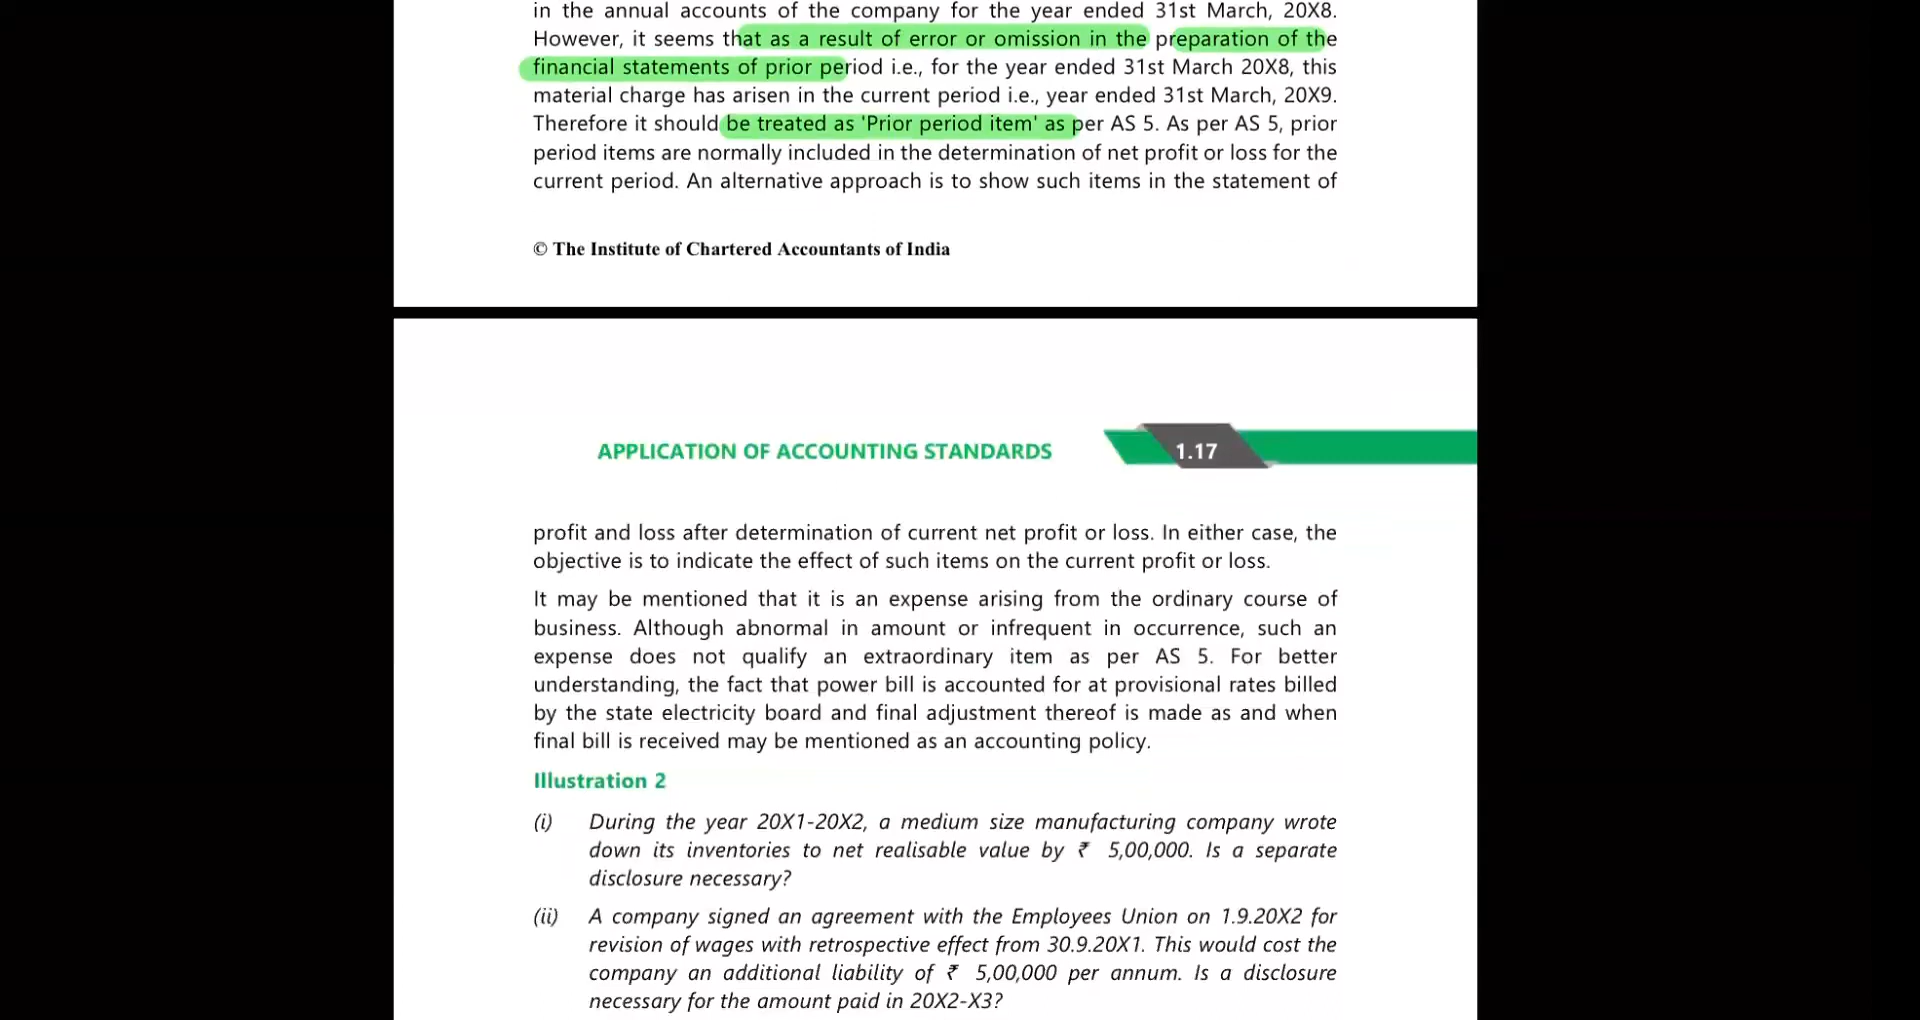 in the annual accounts of the company for the year ended 31st March, 20X8.
However, it seems that as a result of error or omission in the preparation of the
financial statements of prior period i.e., for the year ended 31st March 20X8, this
material charge has arisen in the current period i.e., year ended 31st March, 20X9.
Therefore it should be treated as 'Prior period item' as per AS 5. As per AS 5, prior
period items are normally included in the determination of net profit or loss for the
current period. An alternative approach is to show such items in the statement of
© The Institute of Chartered Accountants of India
APPLICATION OF ACCOUNTING STANDARDS 1.17
profit and loss after determination of current net profit or loss. In either case, the
objective is to indicate the effect of such items on the current profit or loss.
It may be mentioned that it is an expense arising from the ordinary course of
business. Although abnormal in amount or infrequent in occurrence, such an
expense does not qualify an extraordinary item as per AS 5. For better
understanding, the fact that power bill is accounted for at provisional rates billed
by the state electricity board and final adjustment thereof is made as and when
final bill is received may be mentioned as an accounting policy.
Illustration 2
(i) During the year 20X1-20X2, a medium size manufacturing company wrote
down its inventories to net realisable value by ₹ 5,00,000. Is a separate
disclosure necessary?
(ii) A company signed an agreement with the Employees Union on 1.9.20X2 for
revision of wages with retrospective effect from 30.9.20X1. This would cost the
company an additional liability of ₹ 5,00,000 per annum. Is a disclosure
necessary for the amount paid in 20X2-X3?